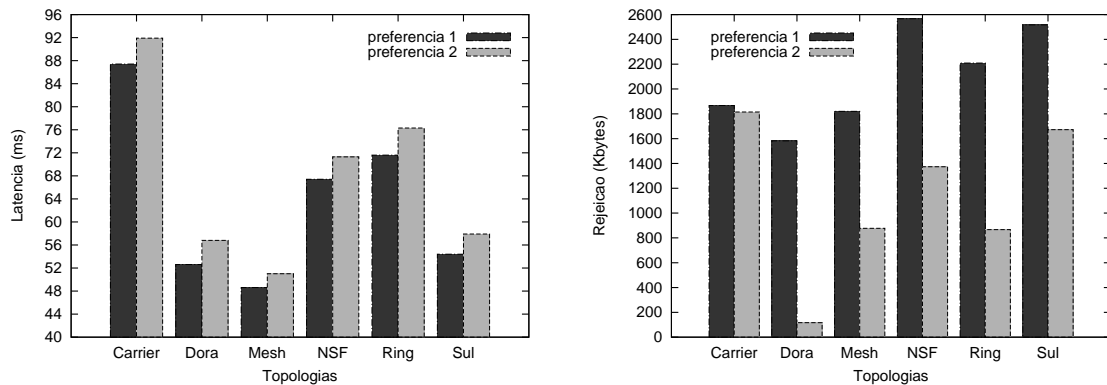 96
92
88
84
80
76
72
68
64
60
56
52
48
44
40
Latencia (ms)
preferencia 1
preferencia 2
Carrier Dora Mesh NSF Ring Sul
Topologias
2600
2400
2200
2000
1800
1600
1400
1200
1000
800
600
400
200
0
Rejeicao (Kbytes)
preferencia 1
preferencia 2
Carrier Dora Mesh NSF Ring Sul
Topologias